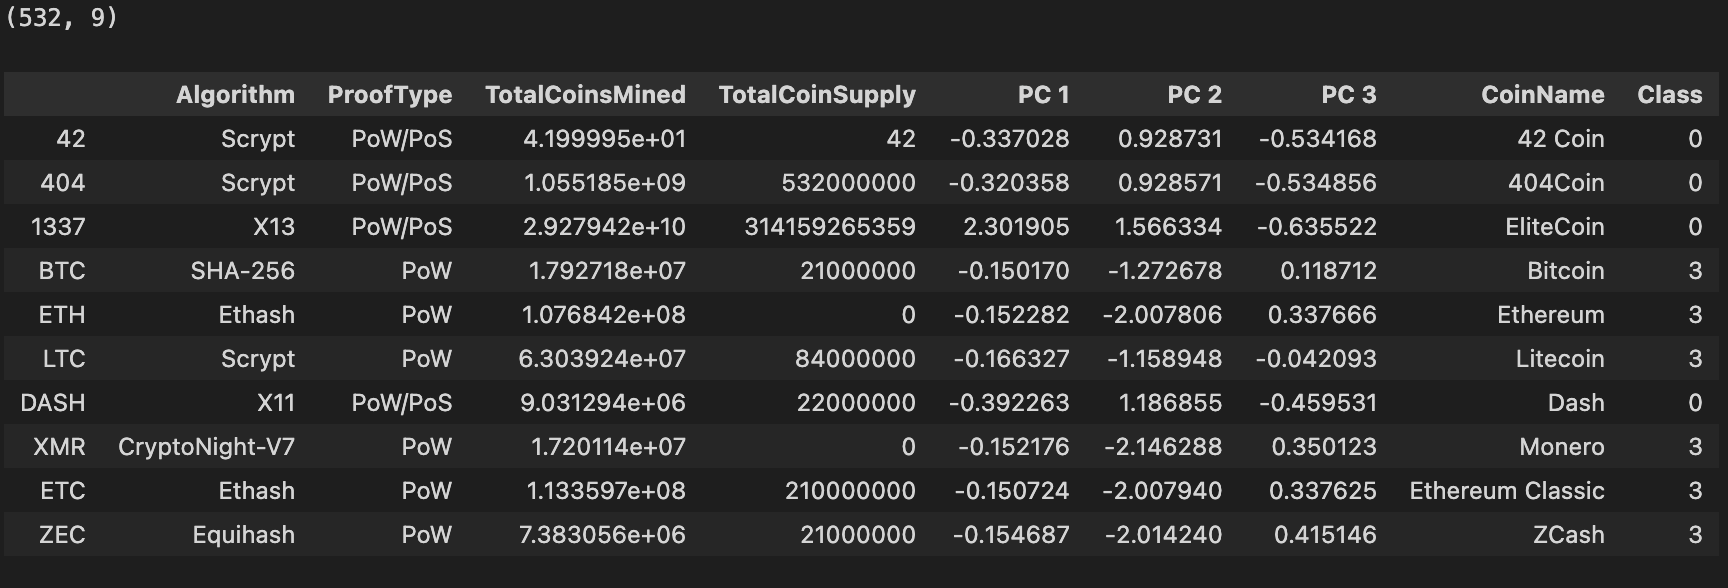 (532, 9)
Algorithm ProofType TotalCoinsMined TotalCoinSupply PC 1 PC 2 PC 3 CoinName Class
42 Scrypt PoW/PoS 4.199995e+01 42 -0.337028 0.928731 -0.534168 42 Coin 0
404 Scrypt PoW/PoS 1.055185e+09 532000000 -0.320358 0.928571 -0.534856 404Coin 0
1337 X13 PoW/PoS 2.927942e+10 314159265359 2.301905 1.566334 -0.635522 EliteCoin 0
BTC SHA-256 PoW 1.792718e+07 21000000 -0.150170 -1.272678 0.118712 Bitcoin 3
ETH Ethash PoW 1.076842e+08 0 -0.152282 -2.007806 0.337666 Ethereum 3
LTC Scrypt PoW 6.303924e+07 84000000 -0.166327 -1.158948 -0.042093 Litecoin 3
DASH X11 PoW/PoS 9.031294e+06 22000000 -0.392263 1.186855 -0.459531 Dash 0
XMR CryptoNight-V7 PoW 1.720114e+07 0 -0.152176 -2.146288 0.350123 Monero 3
ETC Ethash PoW 1.133597e+08 210000000 -0.150724 -2.007940 0.337625 Ethereum Classic 3
ZEC Equihash PoW 7.383056e+06 21000000 -0.154687 -2.014240 0.415146 ZCash 3